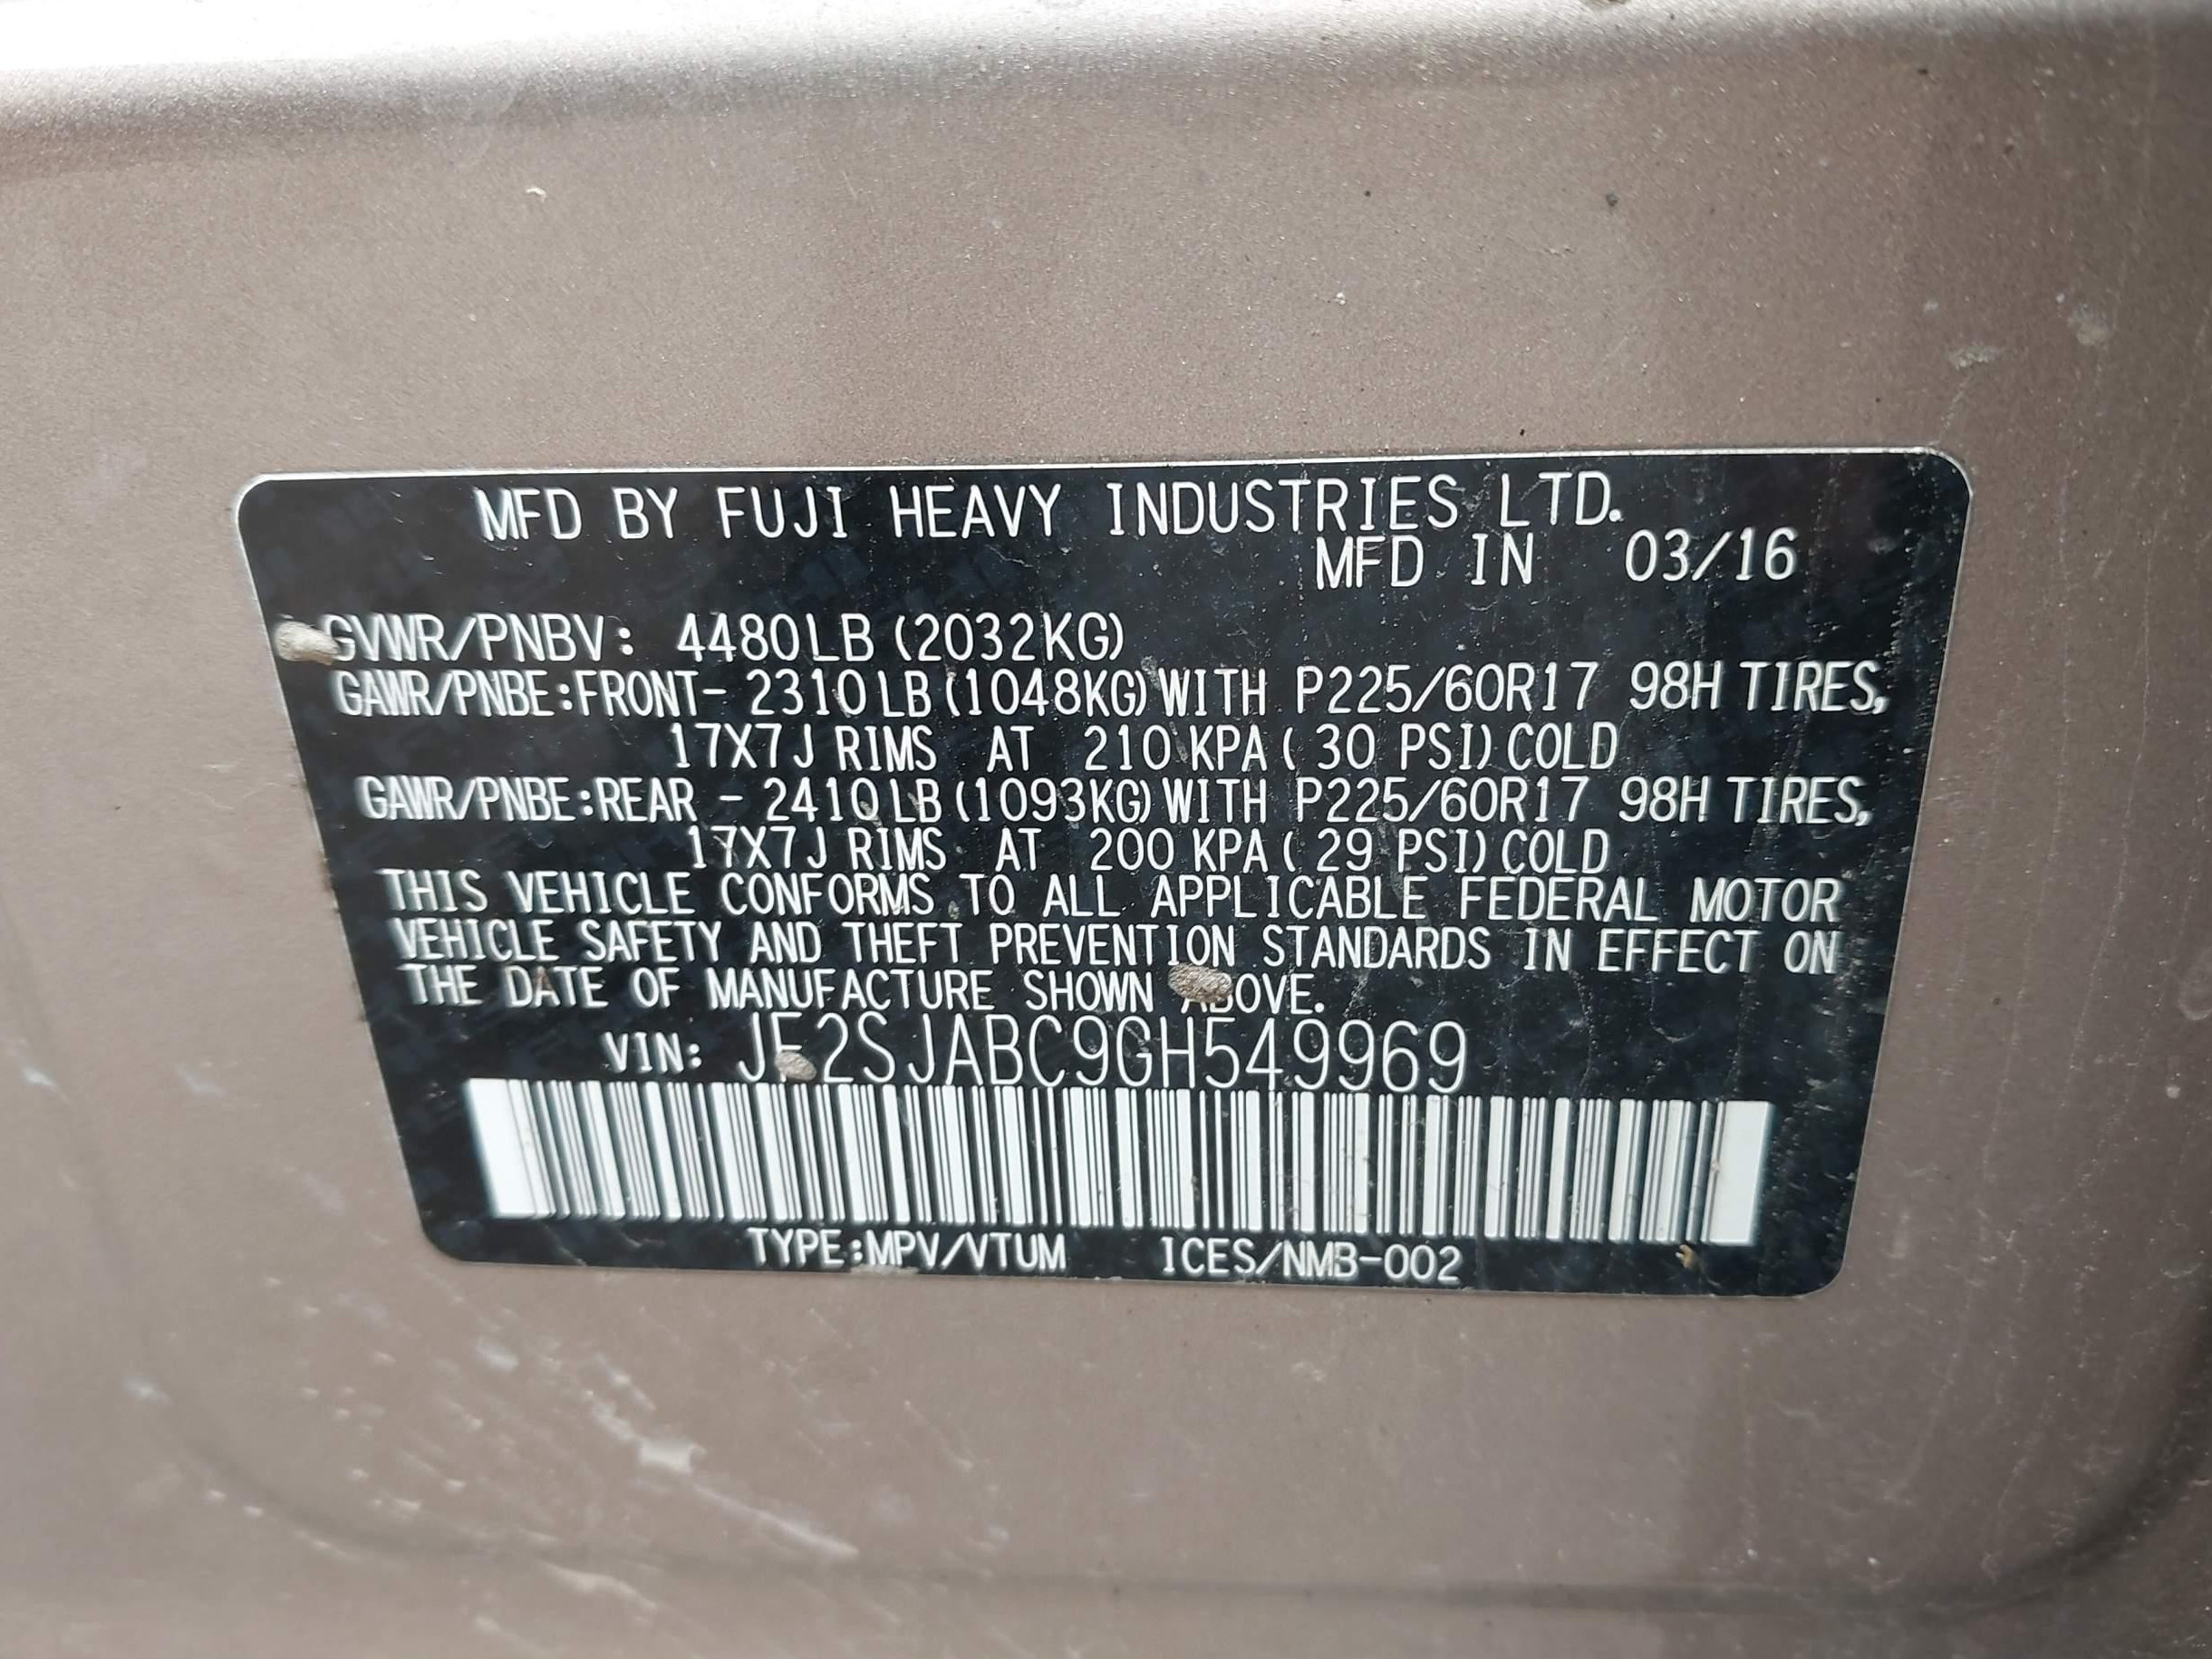 MFD BY FUJI HEAVY INDUSTRIES LTD.
MFD IN 03/16
GVWR/PNBV: 4480LB (2032KG)
GAWR/PNBE:FRONT- 2310LB (1048KG) WITH P225/60R17 98H TIRES,
17X7J RIMS AT 210 KPA ( 30 PSI) COLD
GAWR/PNBE:REAR - 2410LB (1093KG) WITH P225/60R17 98H TIRES,
17X7J RIMS AT 200 KPA ( 29 PSI) COLD
THIS VEHICLE CONFORMS TO ALL APPLICABLE FEDERAL MOTOR
VEHICLE SAFETY AND THEFT PREVENTION STANDARDS IN EFFECT ON
THE DATE OF MANUFACTURE SHOWN ABOVE.
VIN: JF2SJABC9GH549969
TYPE:MPV/VTUM ICES/NMB-002